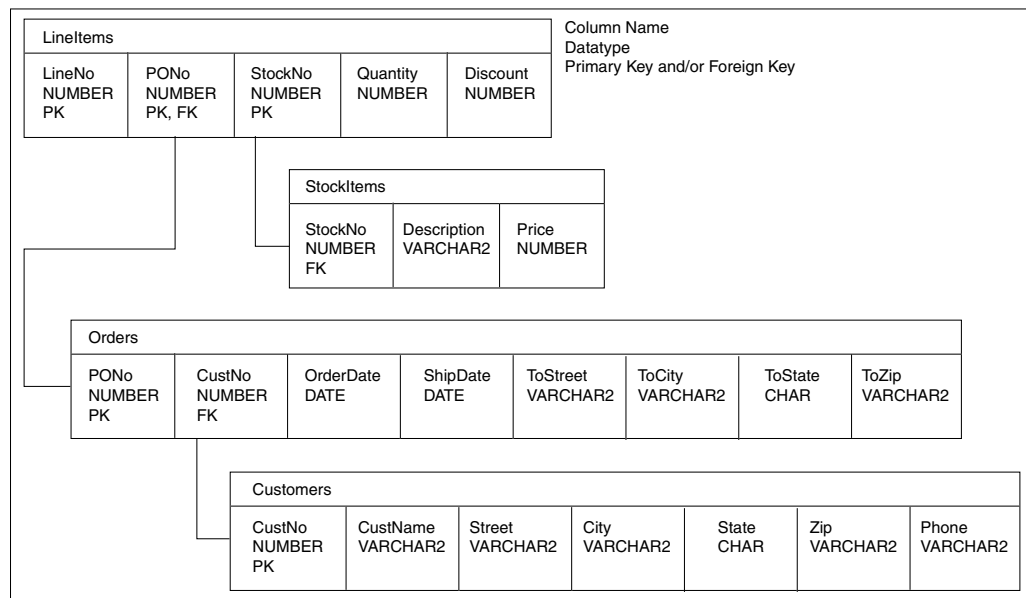 LineItems
Column Name
Datatype
Primary Key and/or Foreign Key
LineNo
NUMBER
PK
PONo
NUMBER
PK, FK
StockNo
NUMBER
PK
Quantity
NUMBER
Discount
NUMBER
StockItems
StockNo
NUMBER
FK
Description
VARCHAR2
Price
NUMBER
Orders
PONo
NUMBER
PK
CustNo
NUMBER
FK
OrderDate
DATE
ShipDate
DATE
ToStreet
VARCHAR2
ToCity
VARCHAR2
ToState
CHAR
ToZip
VARCHAR2
Customers
CustNo
NUMBER
PK
CustName
VARCHAR2
Street
VARCHAR2
City
VARCHAR2
State
CHAR
Zip
VARCHAR2
Phone
VARCHAR2